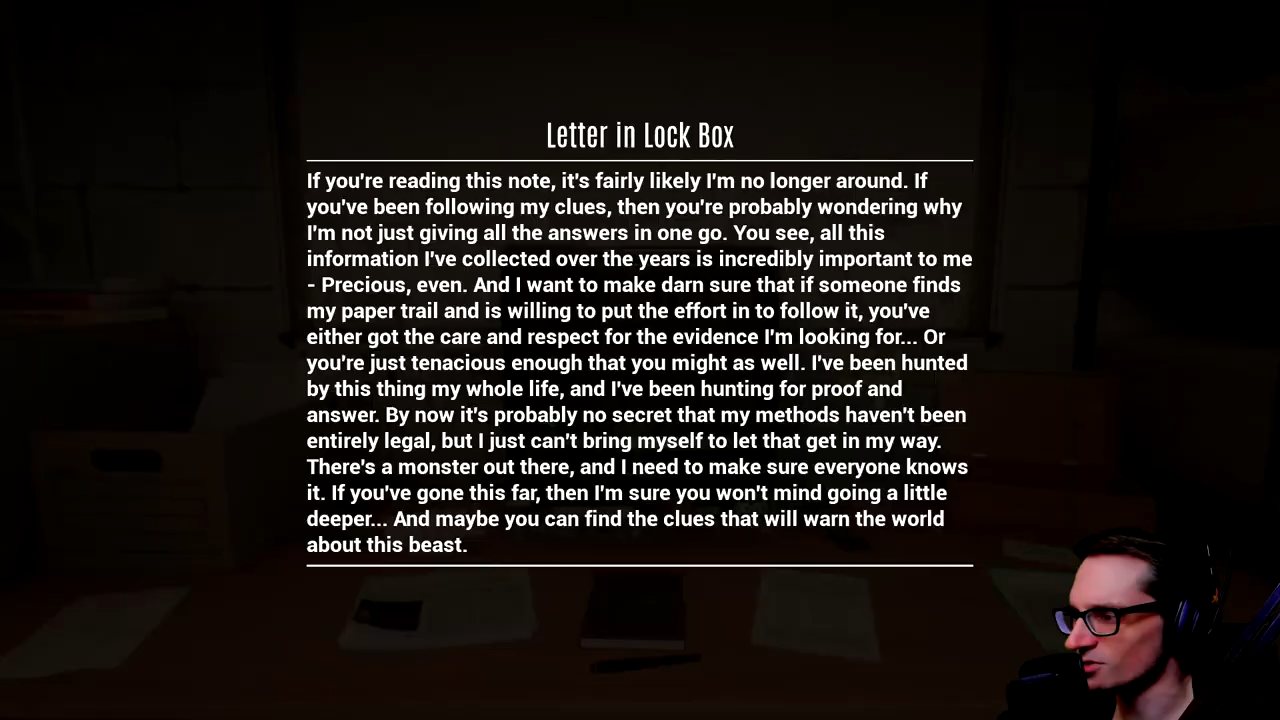 Letter in Lock Box
If you're reading this note, it's fairly likely I'm no longer around. If
you've been following my clues, then you're probably wondering why
I'm not just giving all the answers in one go. You see, all this
information I've collected over the years is incredibly important to me
- Precious, even. And I want to make darn sure that if someone finds
my paper trail and is willing to put the effort in to follow it, you've
either got the care and respect for the evidence I'm looking for... Or
you're just tenacious enough that you might as well. I've been hunted
by this thing my whole life, and I've been hunting for proof and
answer. By now it's probably no secret that my methods haven't been
entirely legal, but I just can't bring myself to let that get in my way.
There's a monster out there, and I need to make sure everyone knows
it. If you've gone this far, then I'm sure you won't mind going a little
deeper... And maybe you can find the clues that will warn the world
about this beast.